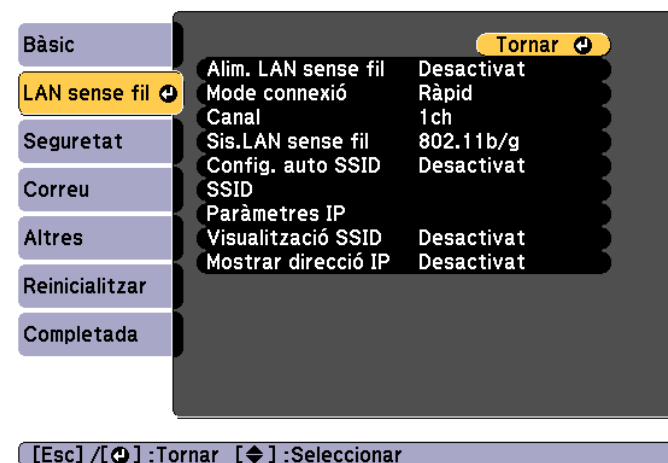 Bàsic
LAN sense fil
Seguretat
Correu
Altres
Reinicialitzar
Completada
Tornar
Alim. LAN sense fil Desactivat
Mode connexió Ràpid
Canal 1ch
Sis.LAN sense fil 802.11b/g
Config. auto SSID Desactivat
SSID
Paràmetres IP
Visualització SSID Desactivat
Mostrar direcció IP Desactivat
[Esc] /[⏎] :Tornar [◆] :Seleccionar